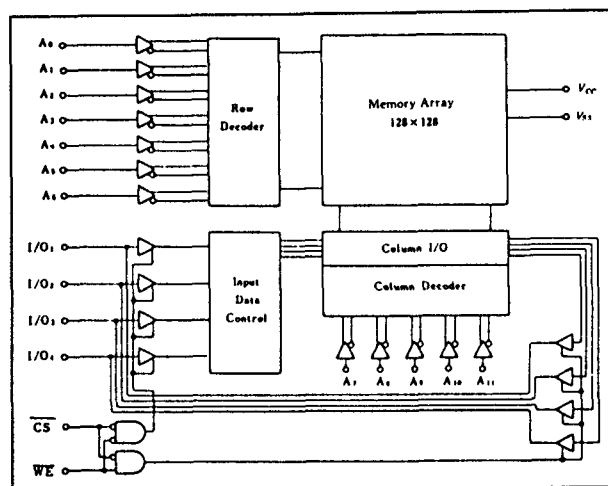 A0
A1
A2
A3
A4
A5
A6
Row
Decoder
Memory Array
128×128
VCC
VSS
I/O1
I/O2
I/O3
I/O4
Input
Data
Control
Column I/O
Column Decoder
A7 A8 A9 A10 A11
CS
WE